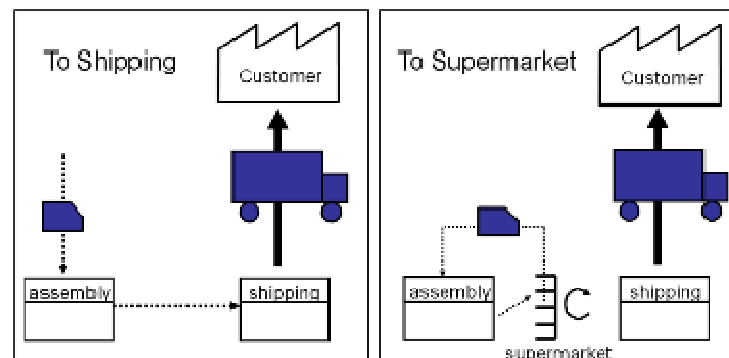 To Shipping
Customer
assembly
shipping
To Supermarket
Customer
assembly
shipping
supermarket